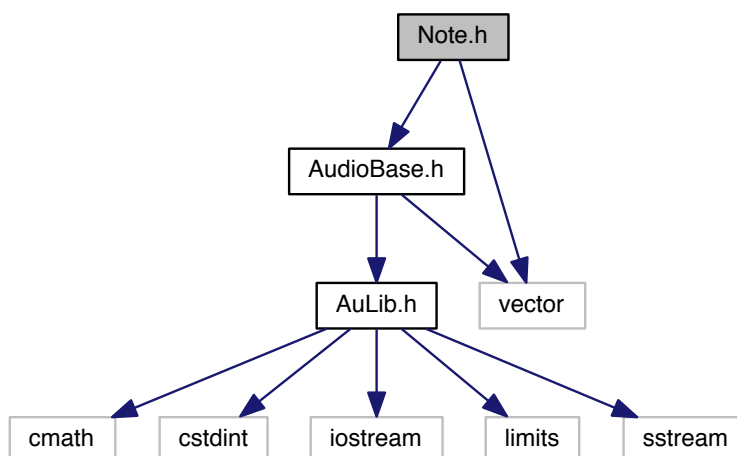 Note.h
AudioBase.h
AuLib.h
vector
cmath
cstdint
iostream
limits
sstream